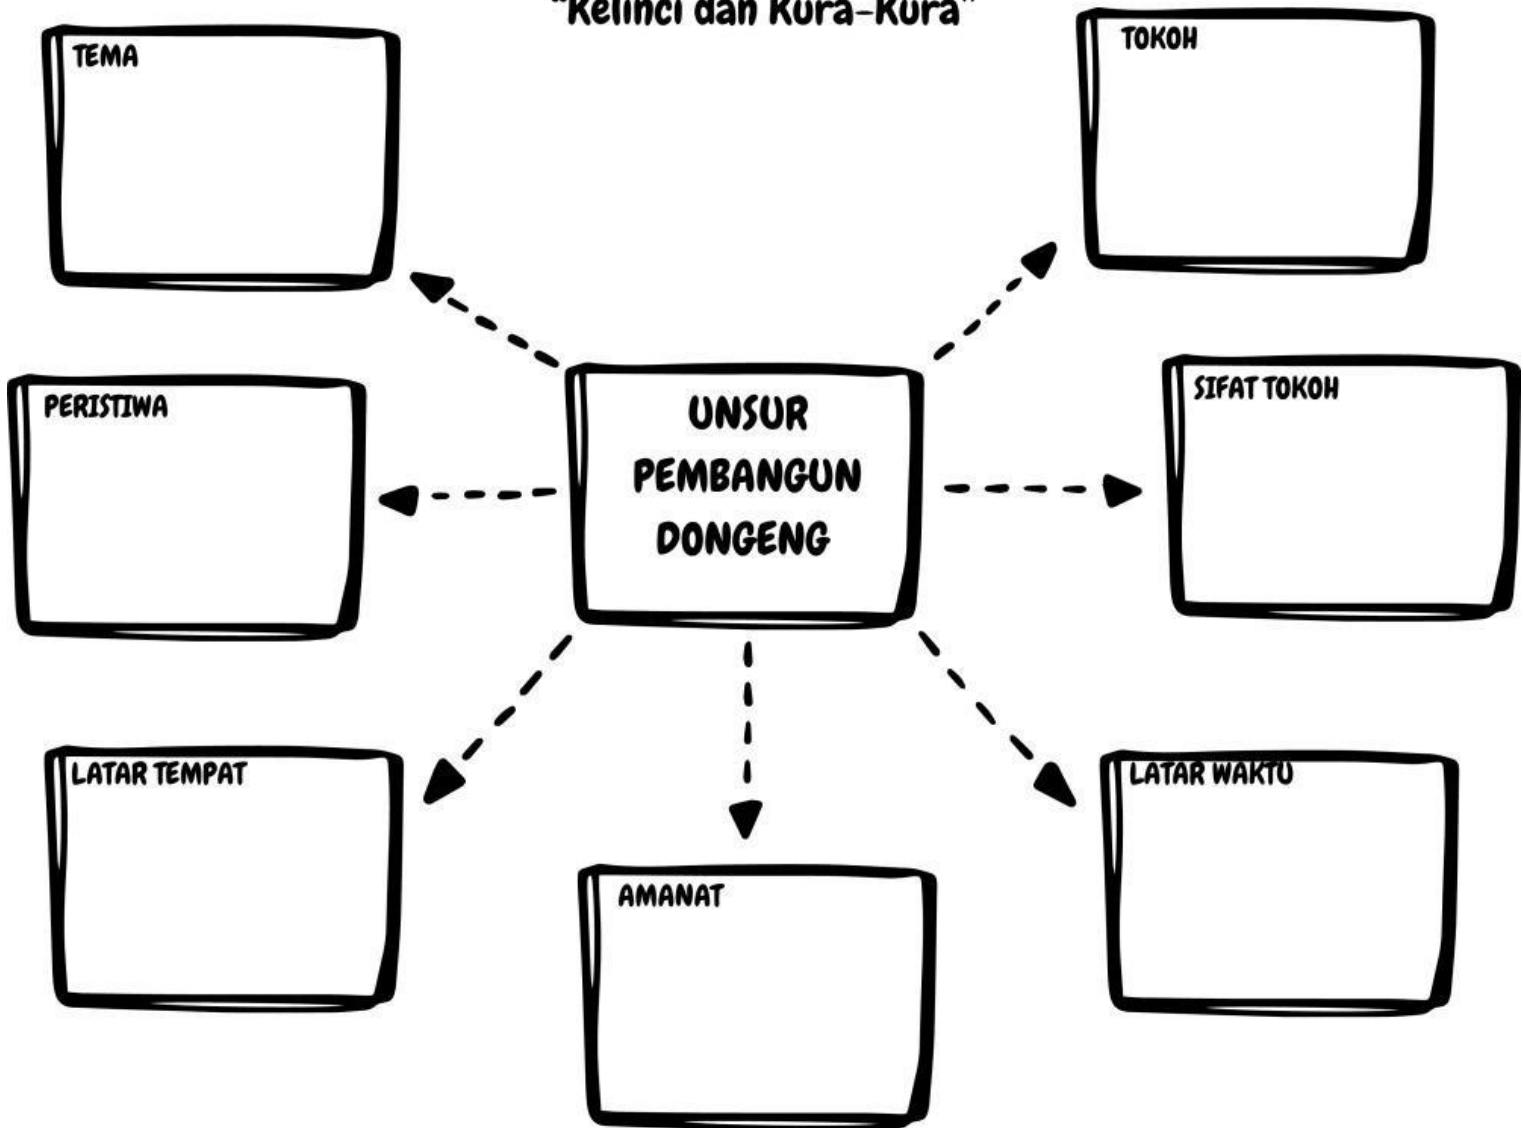 "Kelinci dan Kura-Kura"
TEMA
TOKOH
PERISTIWA
UNSUR
PEMBANGUN
DONGENG
SIFAT TOKOH
LATAR TEMPAT
AMANAT
LATAR WAKTU